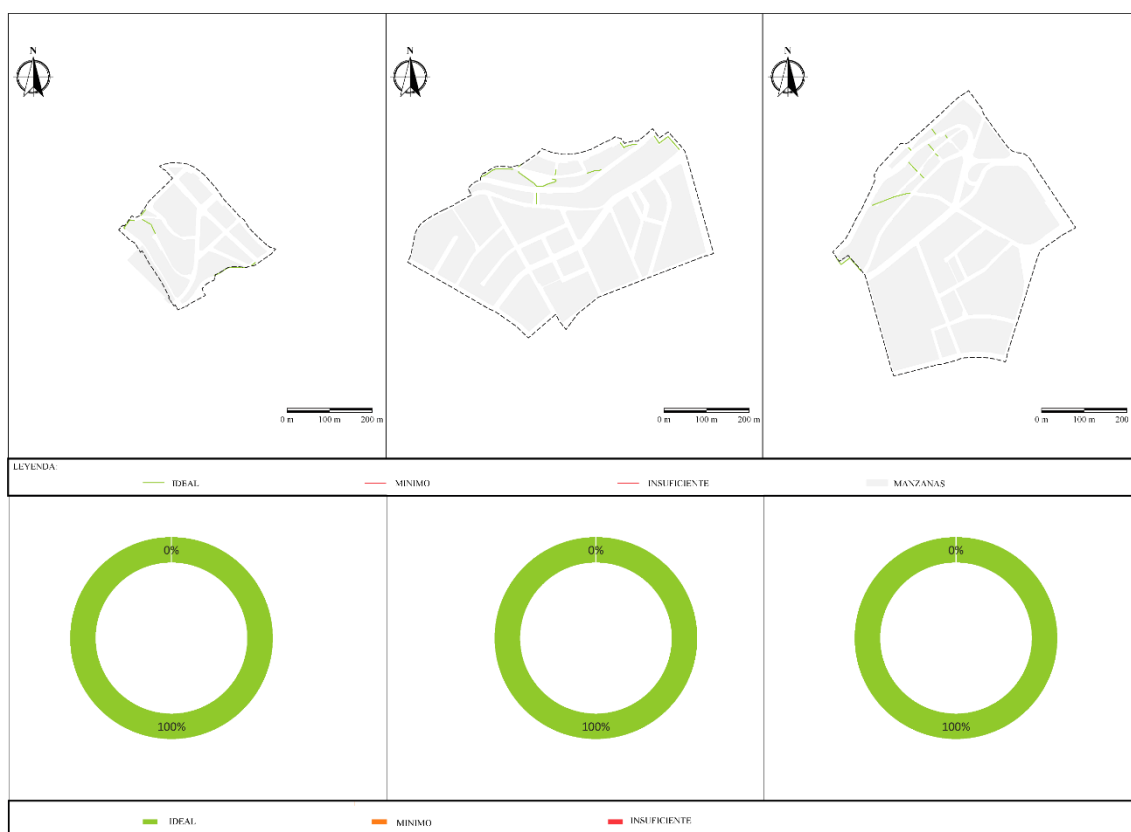 N N N
0 m 100 m 200 m 0 m 100 m 200 m 0 m 100 m 200
LEYENDA:
IDEAL MINIMO INSUFICIENTE MANZANAS
0% 0% 0%
100% 100% 100%
IDEAL MINIMO INSUFICIENTE